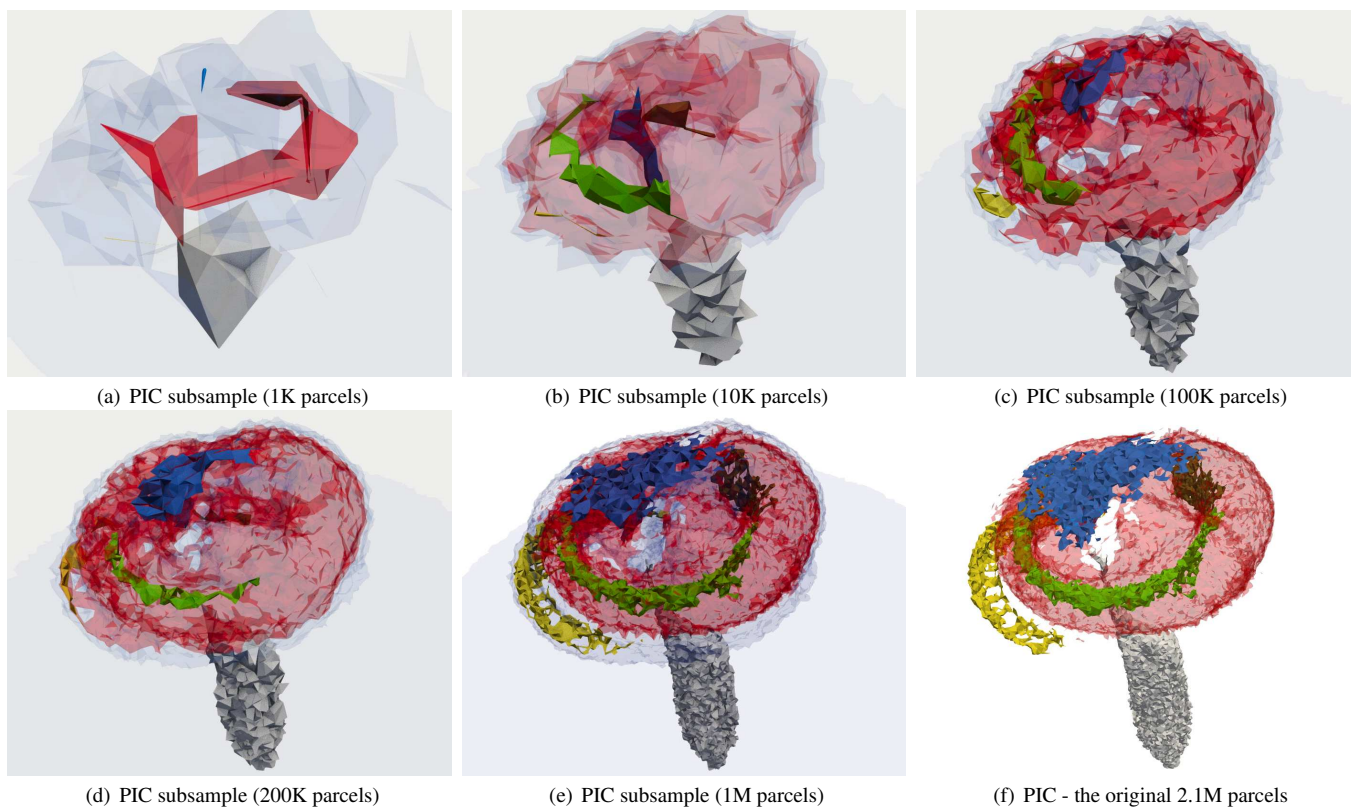 (a) PIC subsample (1K parcels)
(b) PIC subsample (10K parcels)
(c) PIC subsample (100K parcels)
(d) PIC subsample (200K parcels)
(e) PIC subsample (1M parcels)
(f) PIC - the original 2.1M parcels